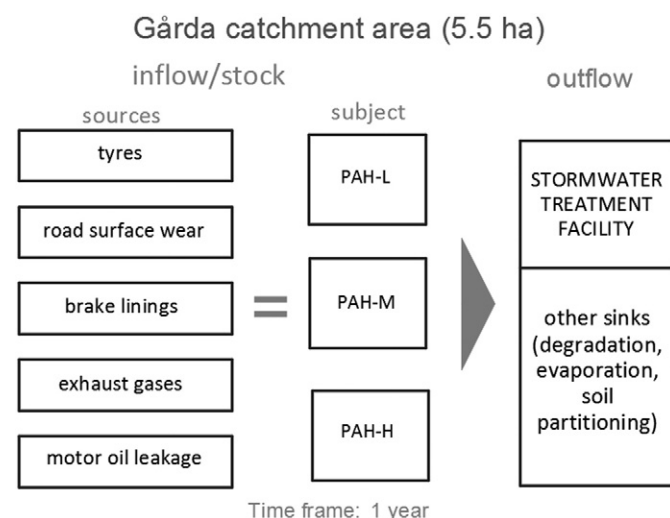 Gårda catchment area (5.5 ha)
inflow/stock
outflow
sources
subject
tyres
road surface wear
brake linings
exhaust gases
motor oil leakage
=
PAH-L
PAH-M
PAH-H
STORMWATER
TREATMENT
FACILITY
other sinks
(degradation,
evaporation,
soil
partitioning)
Time frame: 1 year